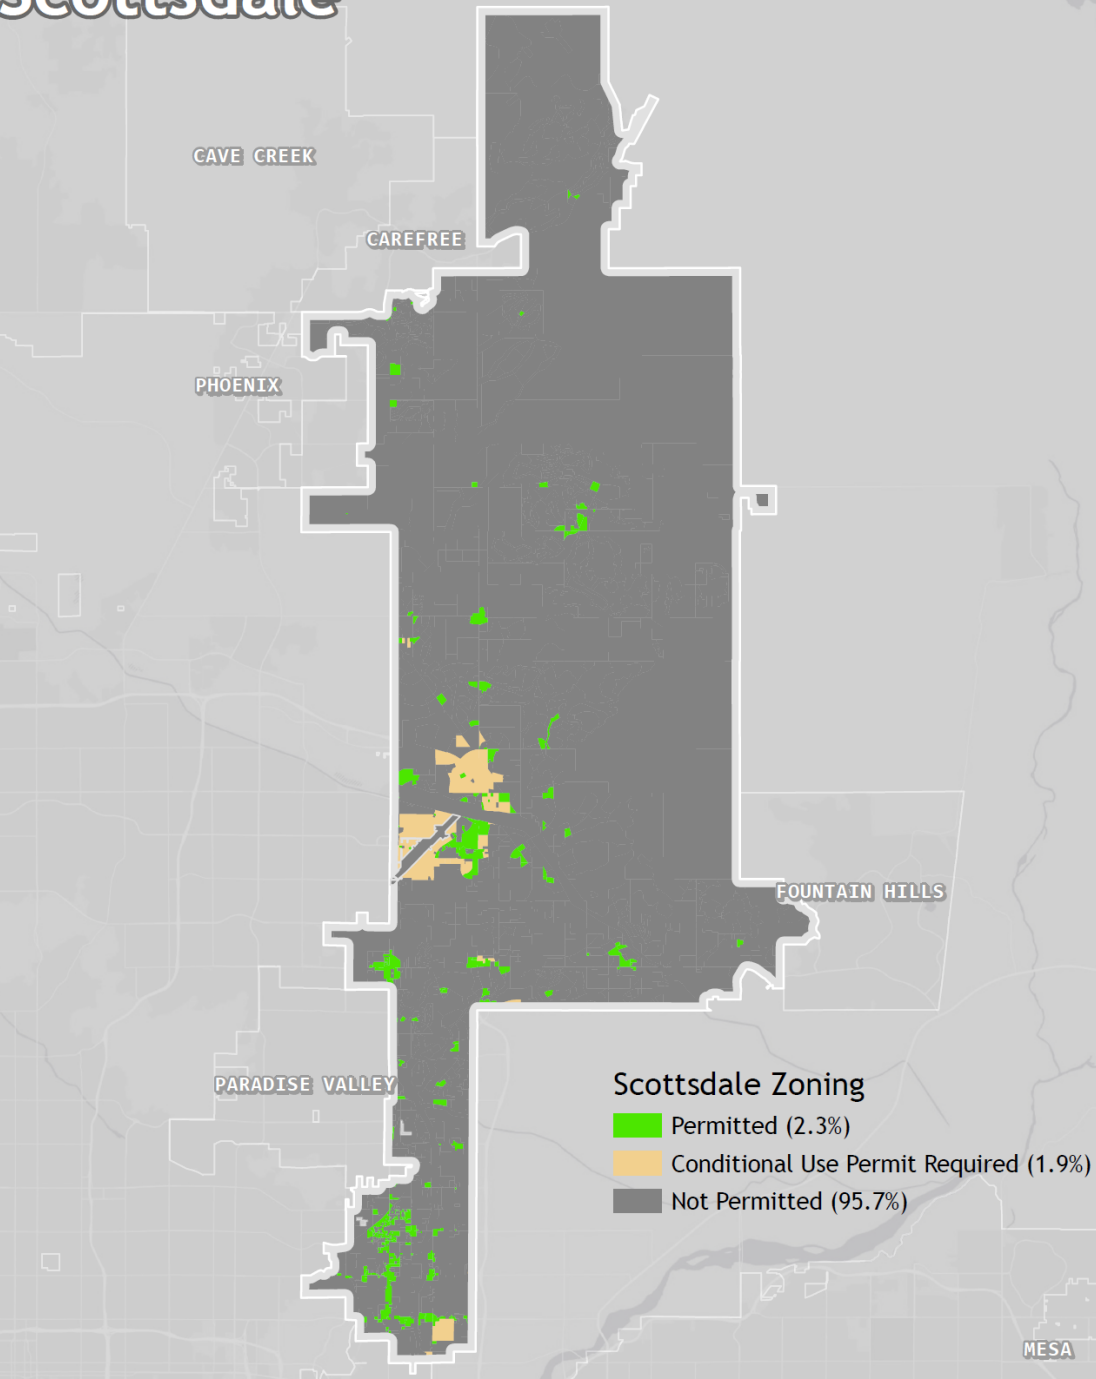 Scottsdale
CAVE CREEK
CAREFREE
PHOENIX
FOUNTAIN HILLS
PARADISE VALLEY
Scottsdale Zoning
Permitted (2.3%)
Conditional Use Permit Required (1.9%)
Not Permitted (95.7%)
MESA